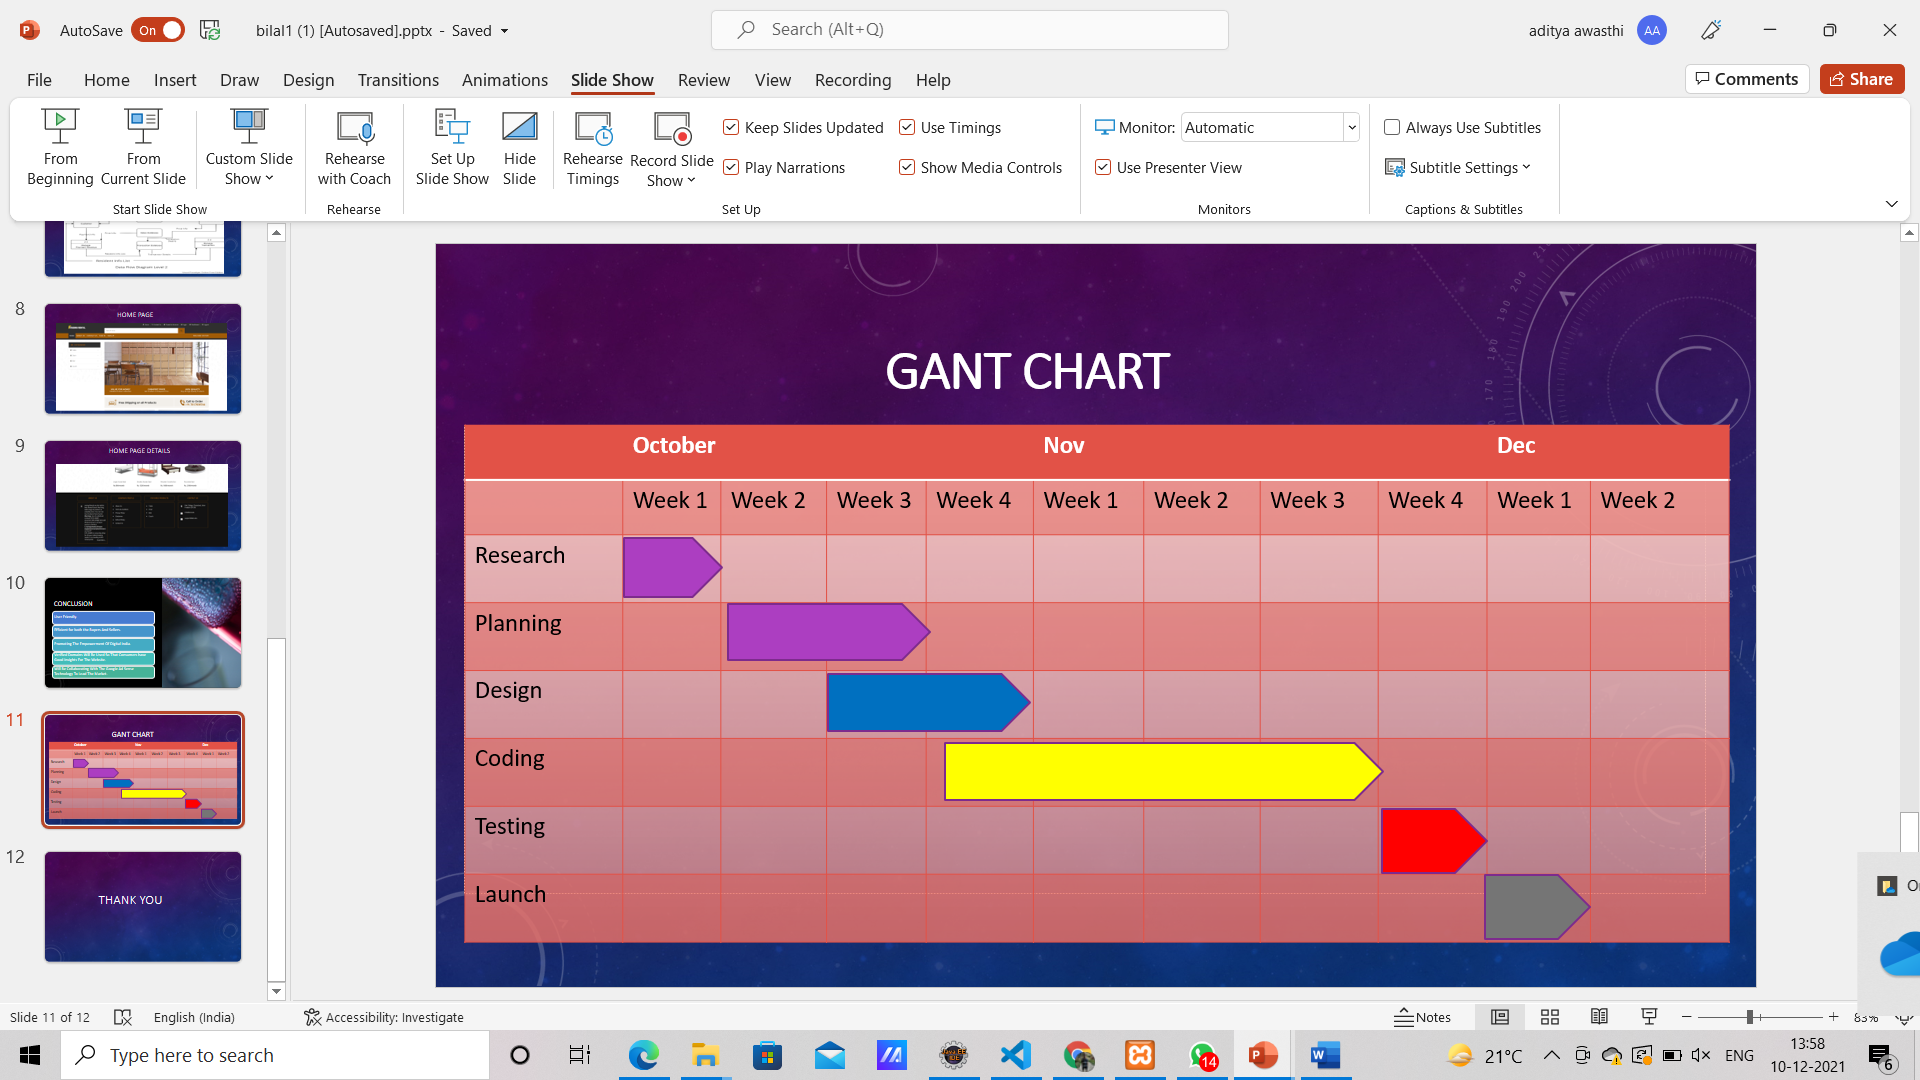 AutoSave On bilal1 (1) [Autosaved].pptx - Saved
Search (Alt+Q)
aditya awasthi AA
File Home Insert Draw Design Transitions Animations Slide Show Review View Recording Help
Comments Share
From Beginning
From Current Slide
Custom Slide Show
Start Slide Show
Rehearse with Coach
Rehearse
Set Up Slide Show
Hide Slide
Rehearse Timings
Record Slide Show
Keep Slides Updated
Play Narrations
Use Timings
Show Media Controls
Set Up
Monitor: Automatic
Use Presenter View
Monitors
Always Use Subtitles
Subtitle Settings
Captions & Subtitles
8
HOME PAGE
9
HOME PAGE DETAILS
10
CONCLUSION
User Friendly
11
GANT CHART
12
THANK YOU
GANT CHART
October Nov Dec
Week 1 Week 2 Week 3 Week 4 Week 1 Week 2 Week 3 Week 4 Week 1 Week 2
Research
Planning
Design
Coding
Testing
Launch
Slide 11 of 12 English (India) Accessibility: Investigate Notes 83%
Type here to search
14
21°C ENG
13:58
10-12-2021
6